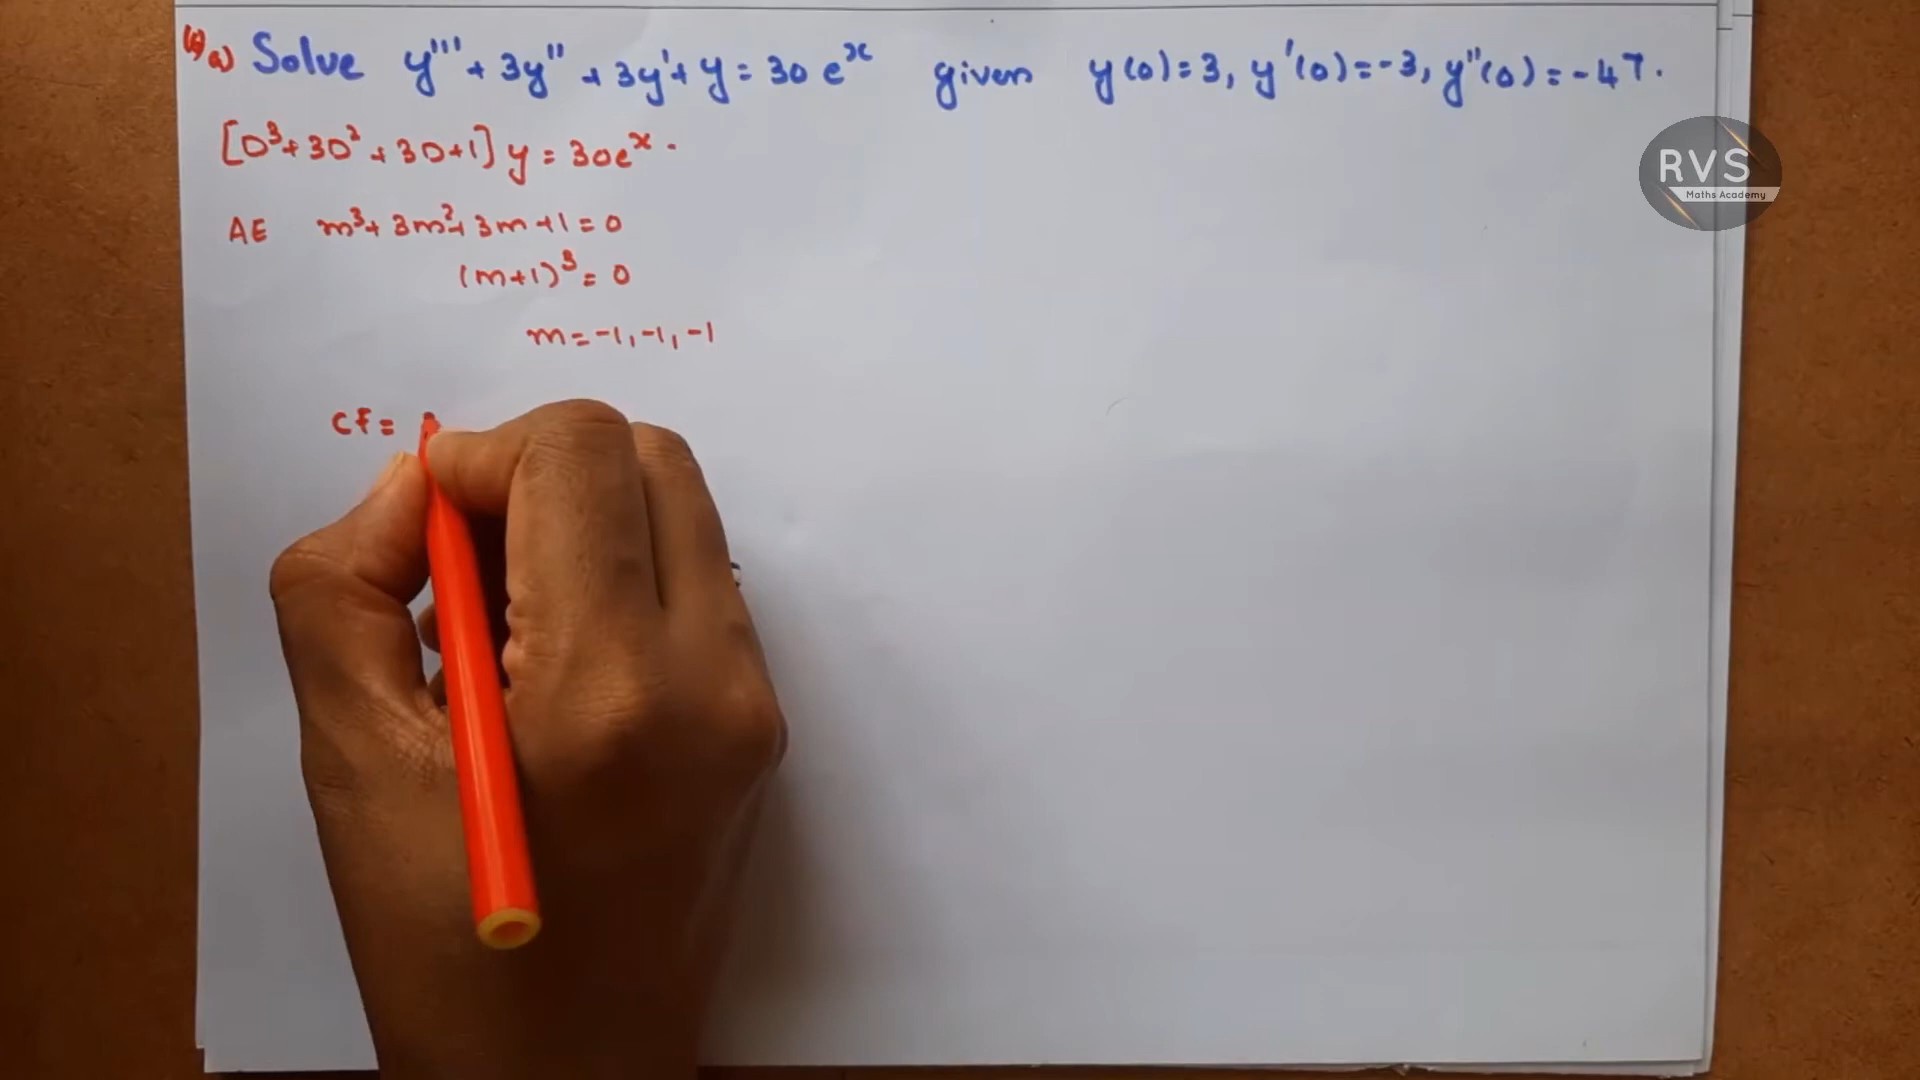 (1) a) Solve y''' + 3y'' + 3y' + y = 30 e^x given y(0) = 3, y'(0) = -3, y''(0) = -47.
[D³ + 3D² + 3D + 1] y = 30e^x.
RVS
Maths Academy
AE m³ + 3m² + 3m + 1 = 0
(m+1)³ = 0
m = -1, -1, -1
CF =